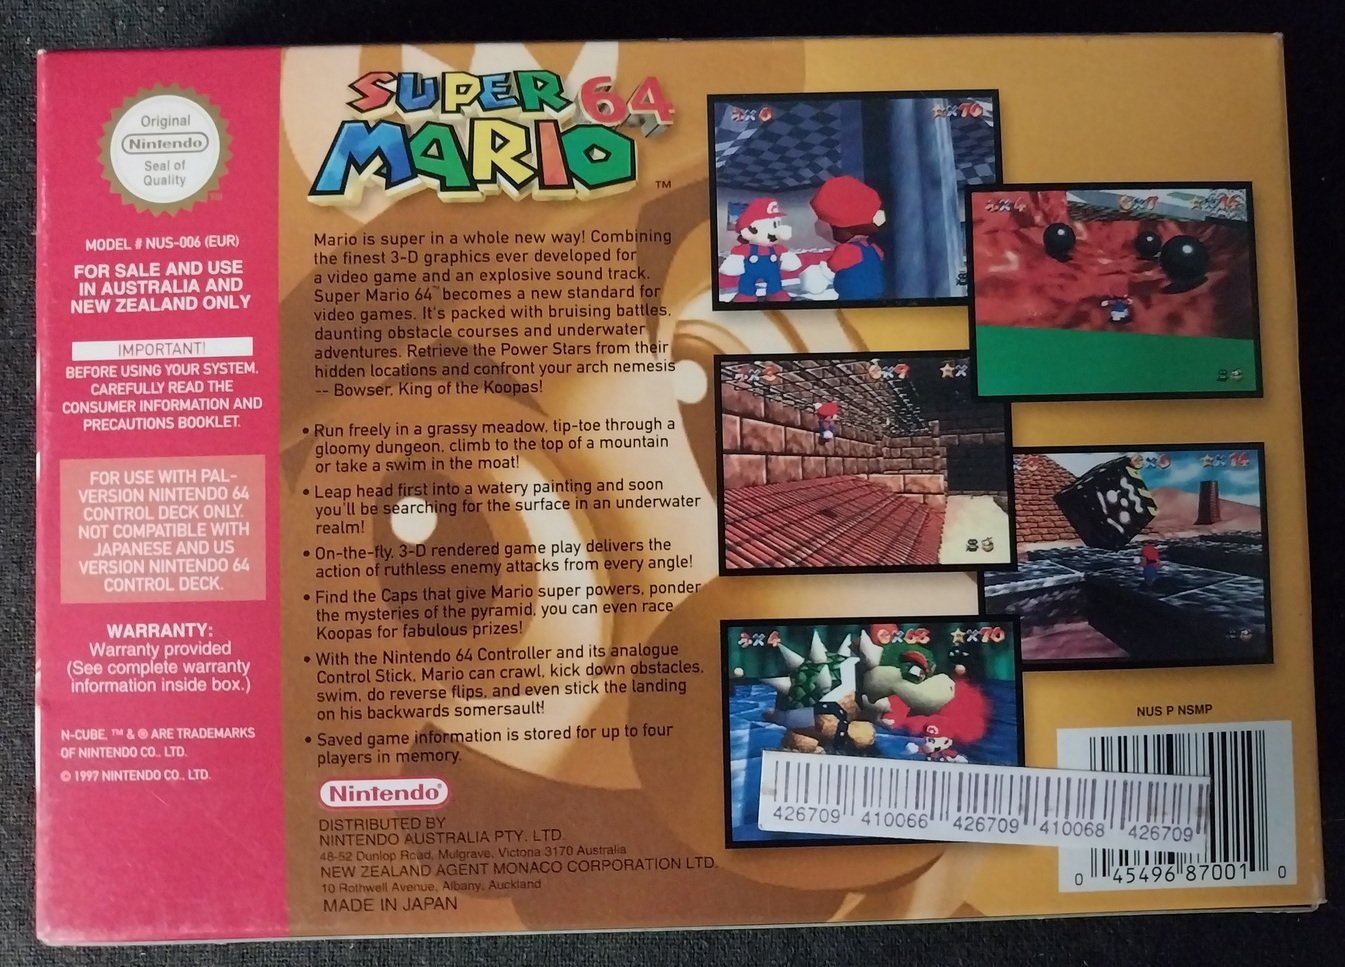 Original
Nintendo
Seal of
Quality
MODEL # NUS-006 (EUR)
FOR SALE AND USE
IN AUSTRALIA AND
NEW ZEALAND ONLY
IMPORTANT!
BEFORE USING YOUR SYSTEM,
CAREFULLY READ THE
CONSUMER INFORMATION AND
PRECAUTIONS BOOKLET.
FOR USE WITH PAL-
VERSION NINTENDO 64
CONTROL DECK ONLY.
NOT COMPATIBLE WITH
JAPANESE AND US
VERSION NINTENDO 64
CONTROL DECK.
WARRANTY:
Warranty provided
(See complete warranty
information inside box.)
N-CUBE, ™ & ® ARE TRADEMARKS
OF NINTENDO CO., LTD.
© 1997 NINTENDO CO., LTD.
SUPER
MARIO 64 ™
Mario is super in a whole new way! Combining
the finest 3-D graphics ever developed for
a video game and an explosive sound track.
Super Mario 64™ becomes a new standard for
video games. It's packed with bruising battles,
daunting obstacle courses and underwater
adventures. Retrieve the Power Stars from their
hidden locations and confront your arch nemesis
-- Bowser, King of the Koopas!
• Run freely in a grassy meadow, tip-toe through a
gloomy dungeon, climb to the top of a mountain
or take a swim in the moat!
• Leap head first into a watery painting and soon
you'll be searching for the surface in an underwater
realm!
• On-the-fly, 3-D rendered game play delivers the
action of ruthless enemy attacks from every angle!
• Find the Caps that give Mario super powers, ponder
the mysteries of the pyramid, you can even race
Koopas for fabulous prizes!
• With the Nintendo 64 Controller and its analogue
Control Stick, Mario can crawl, kick down obstacles,
swim, do reverse flips, and even stick the landing
on his backwards somersault!
• Saved game information is stored for up to four
players in memory.
Nintendo®
DISTRIBUTED BY
NINTENDO AUSTRALIA PTY. LTD.
48-52 Dunlop Road, Mulgrave, Victoria 3170 Australia
NEW ZEALAND AGENT MONACO CORPORATION LTD.
10 Rothwell Avenue, Albany, Auckland
MADE IN JAPAN
×70
×4
×14
×4 ×68 ×70
NUS P NSMP
426709 410066 426709 410068 426709
0 45496 87001 0